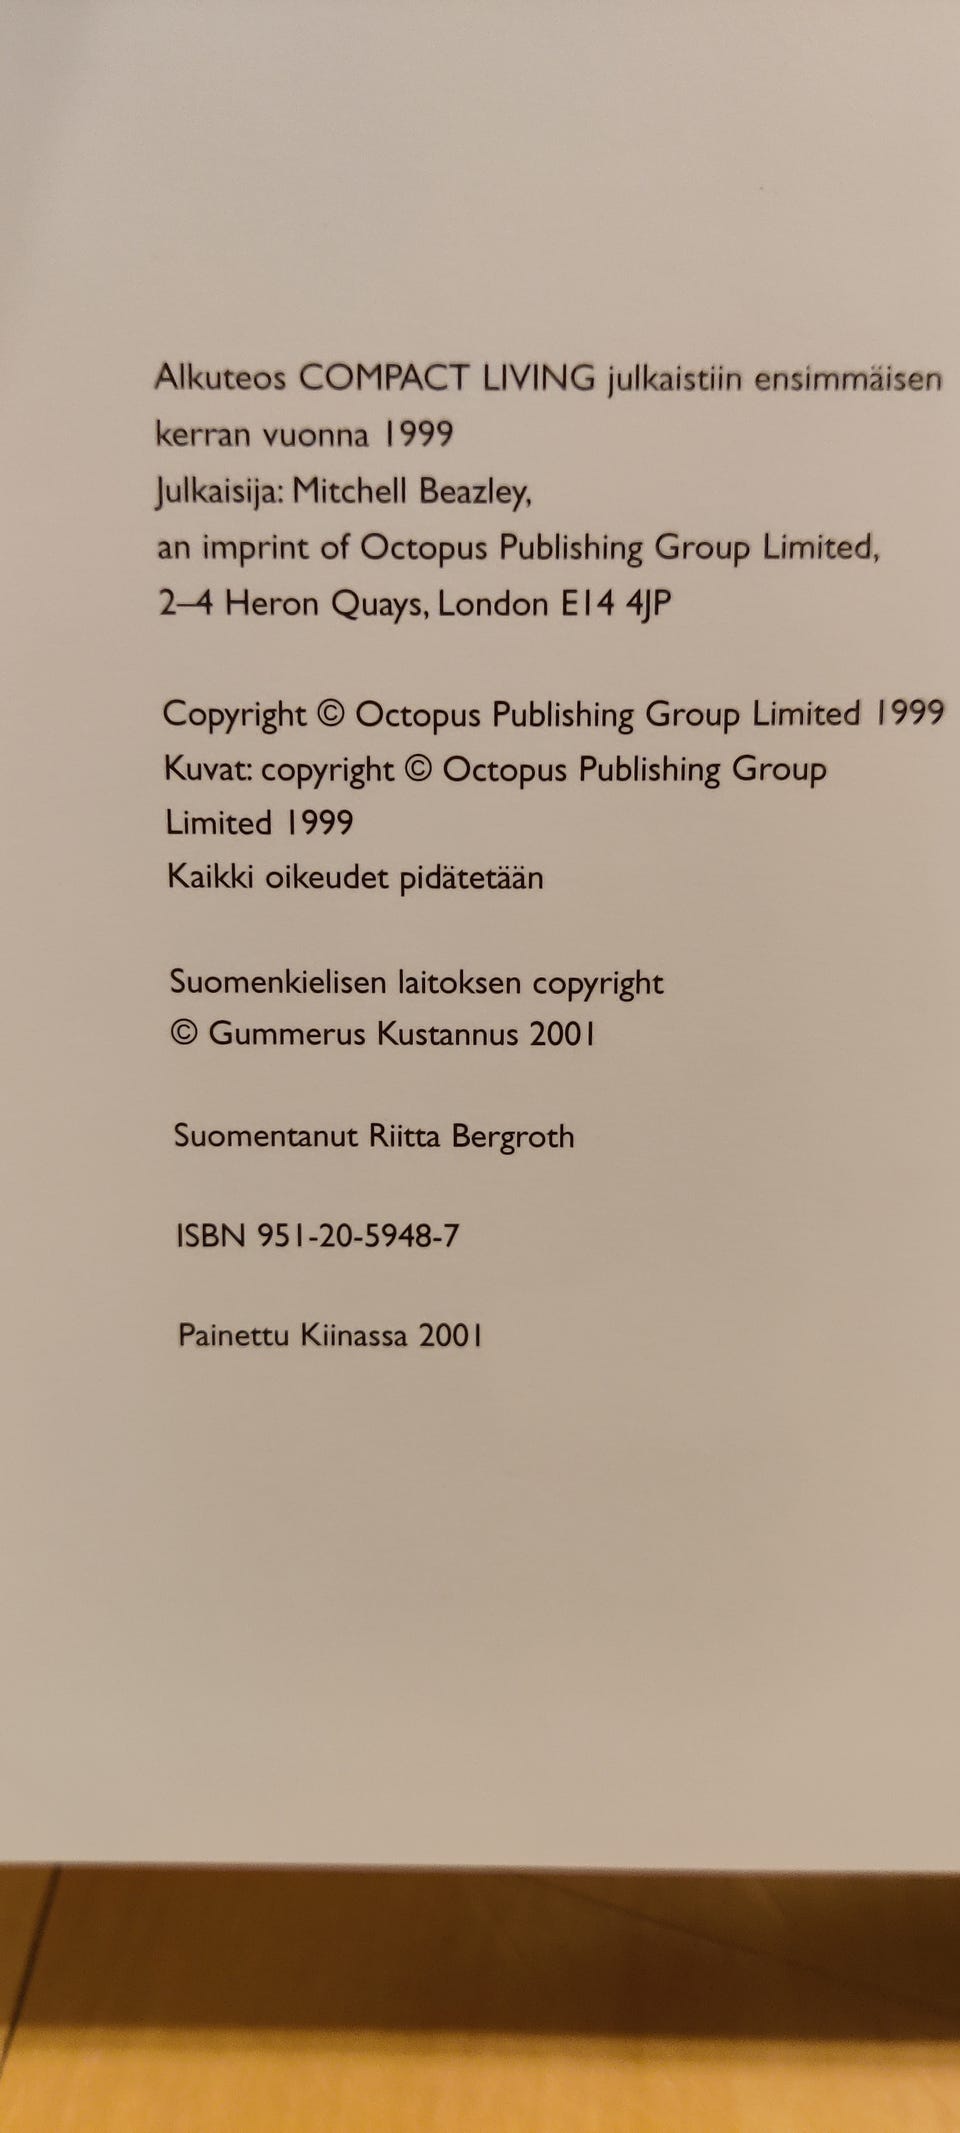 Alkuteos COMPACT LIVING julkaistiin ensimmäisen
kerran vuonna 1999
Julkaisija: Mitchell Beazley,
an imprint of Octopus Publishing Group Limited,
2–4 Heron Quays, London E14 4JP
Copyright © Octopus Publishing Group Limited 1999
Kuvat: copyright © Octopus Publishing Group
Limited 1999
Kaikki oikeudet pidätetään
Suomenkielisen laitoksen copyright
© Gummerus Kustannus 2001
Suomentanut Riitta Bergroth
ISBN 951-20-5948-7
Painettu Kiinassa 2001